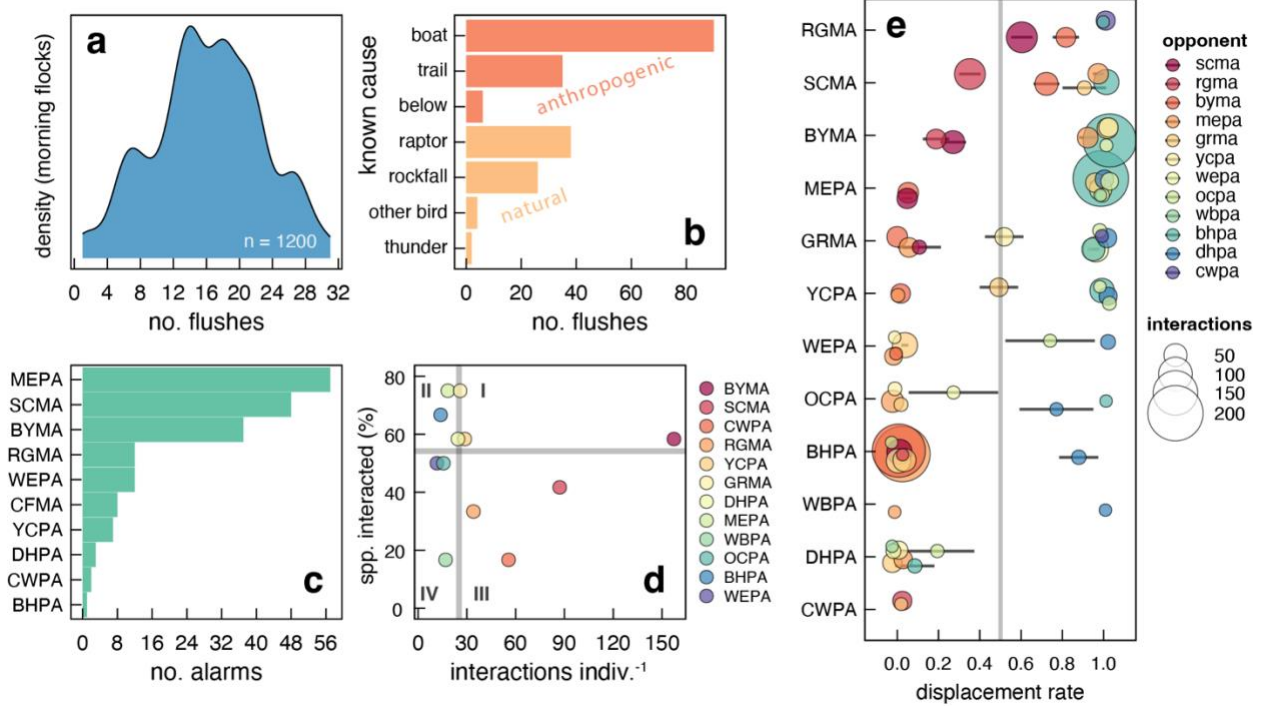 a
density (morning flocks)
n = 1200
0 4 8 12 16 20 24 28 32
no. flushes
b
known cause
boat
trail
below
raptor
rockfall
other bird
thunder
anthropogenic
natural
0 20 40 60 80
no. flushes
c
MEPA
SCMA
BYMA
RGMA
WEPA
CFMA
YCPA
DHPA
CWPA
BHPA
0 8 16 24 32 40 48 56
no. alarms
d
spp. interacted (%)
80
60
40
20
0
II I
IV III
0 30 60 90 120 150
interactions indiv.⁻¹
BYMA
SCMA
CWPA
RGMA
YCPA
GRMA
DHPA
MEPA
WBPA
OCPA
BHPA
WEPA
e
RGMA
SCMA
BYMA
MEPA
GRMA
YCPA
WEPA
OCPA
BHPA
WBPA
DHPA
CWPA
0.0 0.2 0.4 0.6 0.8 1.0
displacement rate
opponent
scma
rgma
byma
mepa
grma
ycpa
wepa
ocpa
wbpa
bhpa
dhpa
cwpa
interactions
50
100
150
200